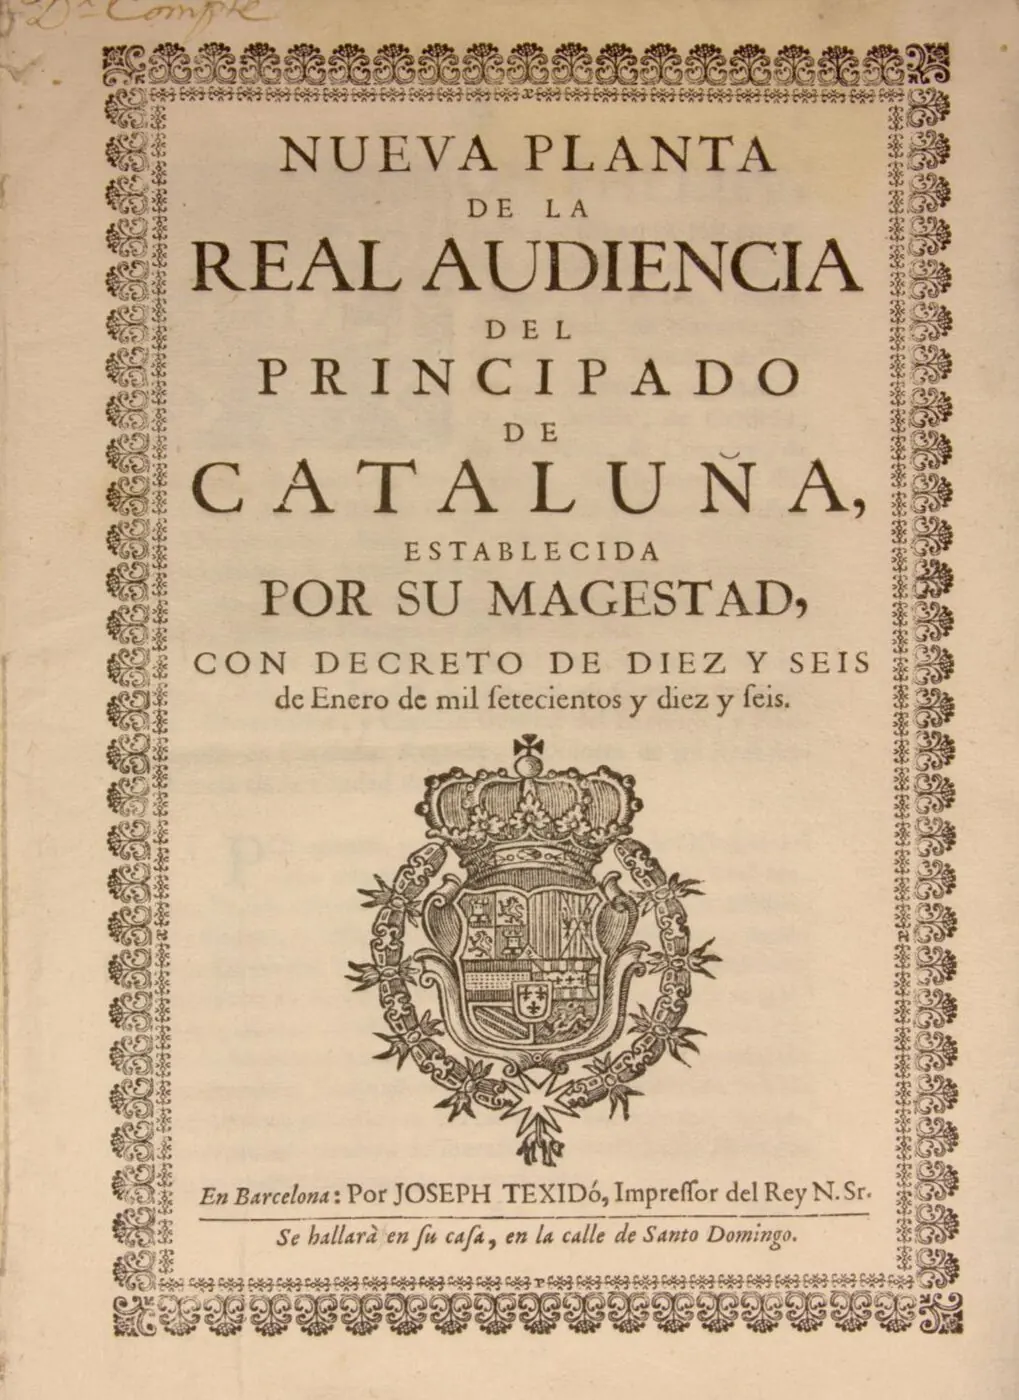 Dⁿ Compte
NUEVA PLANTA
DE LA
REAL AUDIENCIA
DEL
PRINCIPADO
DE
CATALUÑA,
ESTABLECIDA
POR SU MAGESTAD,
CON DECRETO DE DIEZ Y SEIS
de Enero de mil ſetecientos y diez y ſeis.
En Barcelona: Por JOSEPH TEXIDó, Impreſſor del Rey N. Sr.
Se hallarà en ſu caſa, en la calle de Santo Domingo.